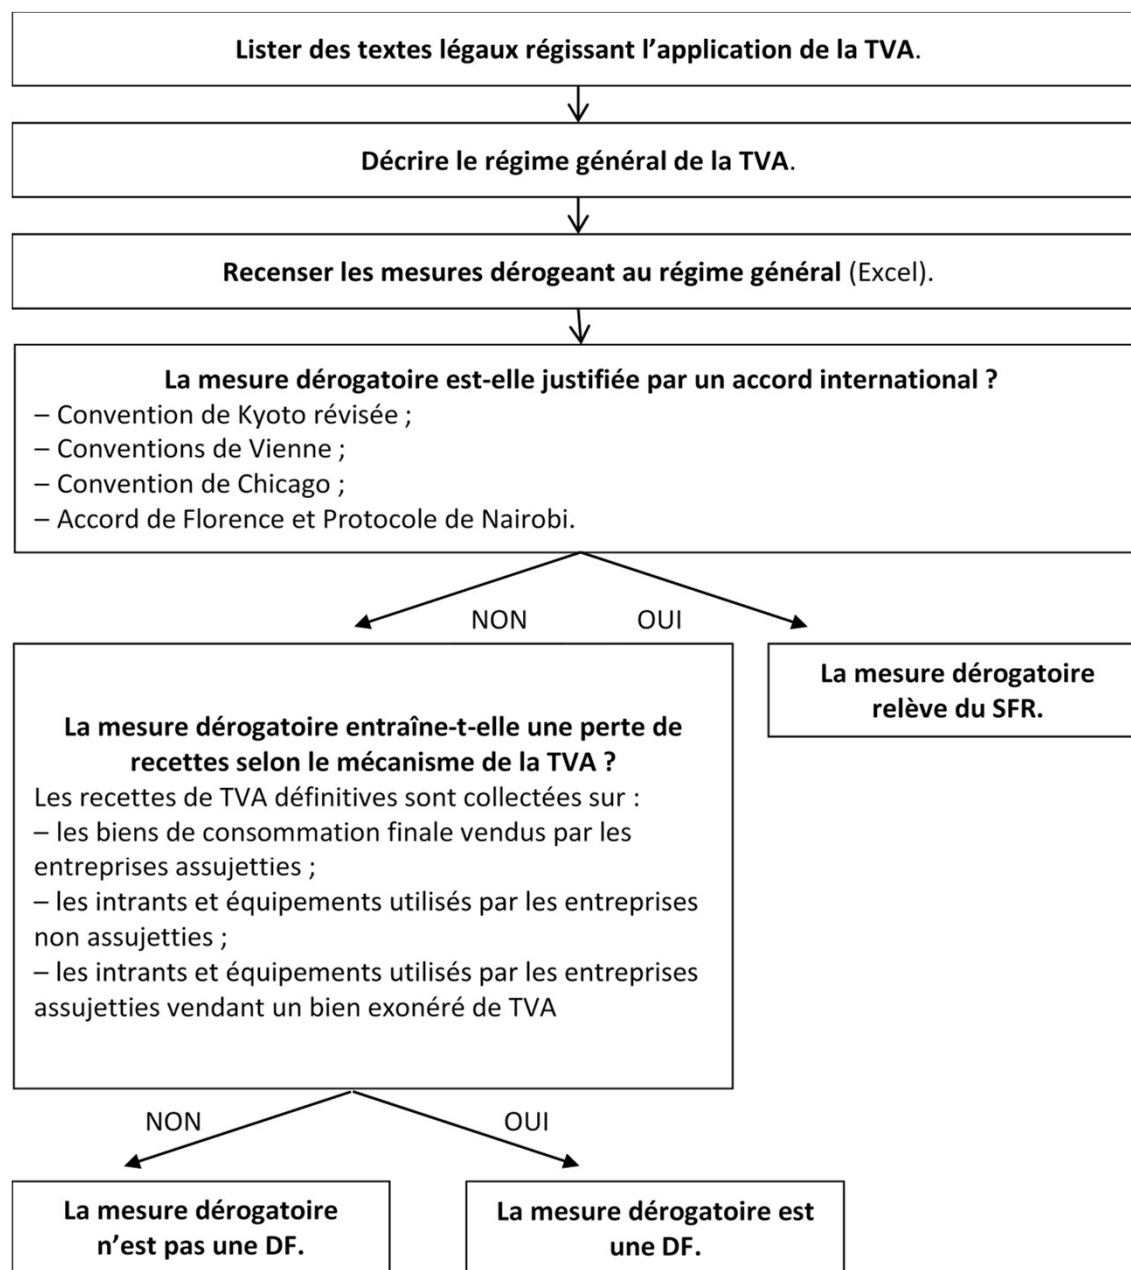 Lister des textes légaux régissant l’application de la TVA.
Décrire le régime général de la TVA.
Recenser les mesures dérogeant au régime général (Excel).
La mesure dérogatoire est-elle justifiée par un accord international ?
– Convention de Kyoto révisée ;
– Conventions de Vienne ;
– Convention de Chicago ;
– Accord de Florence et Protocole de Nairobi.
NON
OUI
La mesure dérogatoire
relève du SFR.
La mesure dérogatoire entraîne-t-elle une perte de
recettes selon le mécanisme de la TVA ?
Les recettes de TVA définitives sont collectées sur :
– les biens de consommation finale vendus par les
entreprises assujetties ;
– les intrants et équipements utilisés par les entreprises
non assujetties ;
– les intrants et équipements utilisés par les entreprises
assujetties vendant un bien exonéré de TVA
NON
OUI
La mesure dérogatoire
n’est pas une DF.
La mesure dérogatoire est
une DF.